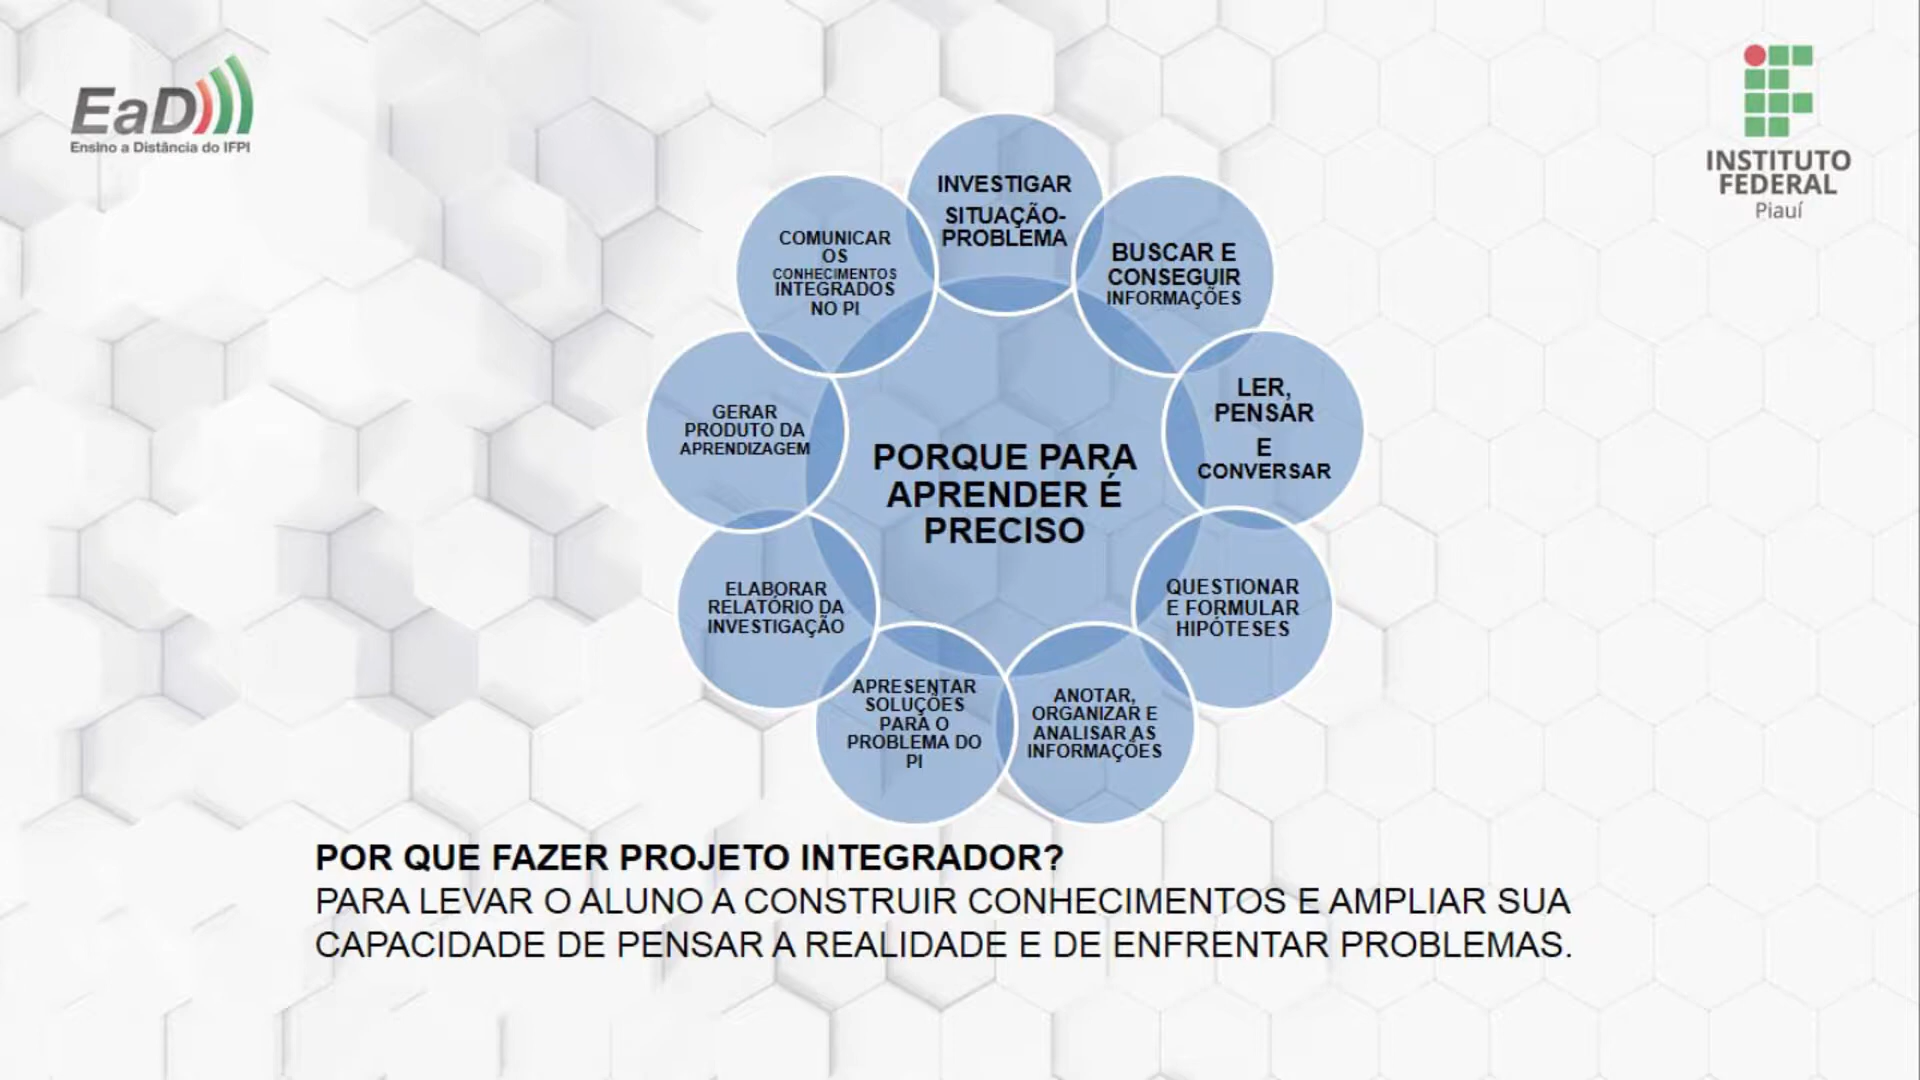 EaD
Ensino a Distância do IFPI
INSTITUTO
FEDERAL
Piauí
INVESTIGAR
SITUAÇÃO-
PROBLEMA
BUSCAR E
CONSEGUIR
INFORMAÇÕES
LER,
PENSAR
E
CONVERSAR
QUESTIONAR
E FORMULAR
HIPÓTESES
ANOTAR,
ORGANIZAR E
ANALISAR AS
INFORMAÇÕES
APRESENTAR
SOLUÇÕES
PARA O
PROBLEMA DO
PI
ELABORAR
RELATÓRIO DA
INVESTIGAÇÃO
GERAR
PRODUTO DA
APRENDIZAGEM
COMUNICAR
OS
CONHECIMENTOS
INTEGRADOS
NO PI
PORQUE PARA
APRENDER É
PRECISO
POR QUE FAZER PROJETO INTEGRADOR?
PARA LEVAR O ALUNO A CONSTRUIR CONHECIMENTOS E AMPLIAR SUA
CAPACIDADE DE PENSAR A REALIDADE E DE ENFRENTAR PROBLEMAS.